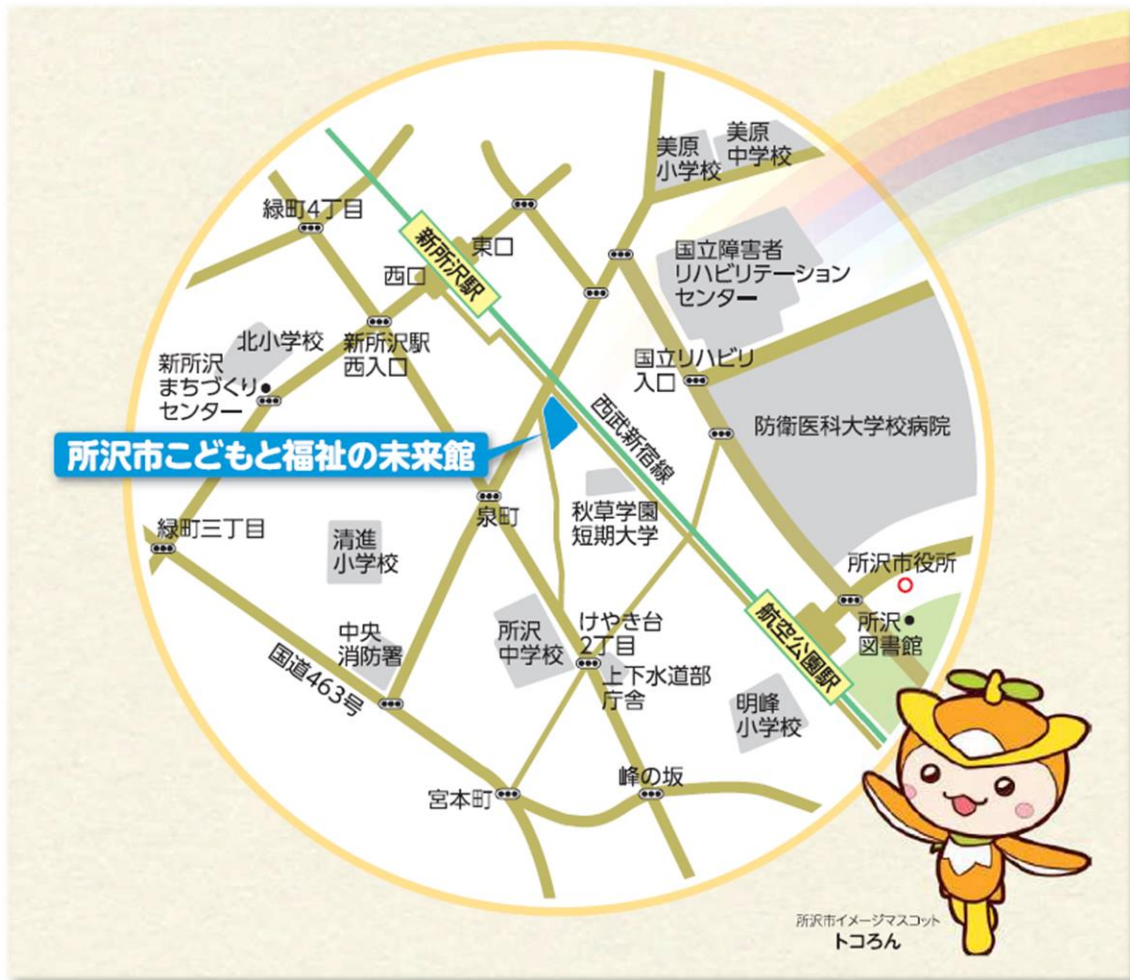 美原
中学校
美原
小学校
緑町4丁目
新所沢駅
東口
西口
国立障害者
リハビリテーション
センター
北小学校
新所沢駅
西入口
新所沢
まちづくり
センター
国立リハビリ
入口
西武新宿線
防衛医科大学校病院
所沢市こどもと福祉の未来館
泉町
秋草学園
短期大学
緑町三丁目
清進
小学校
所沢市役所
所沢
図書館
航空公園駅
けやき台
2丁目
所沢
中学校
中央
消防署
国道463号
上下水道部
庁舎
明峰
小学校
峰の坂
宮本町
所沢市イメージマスコット
トコろん